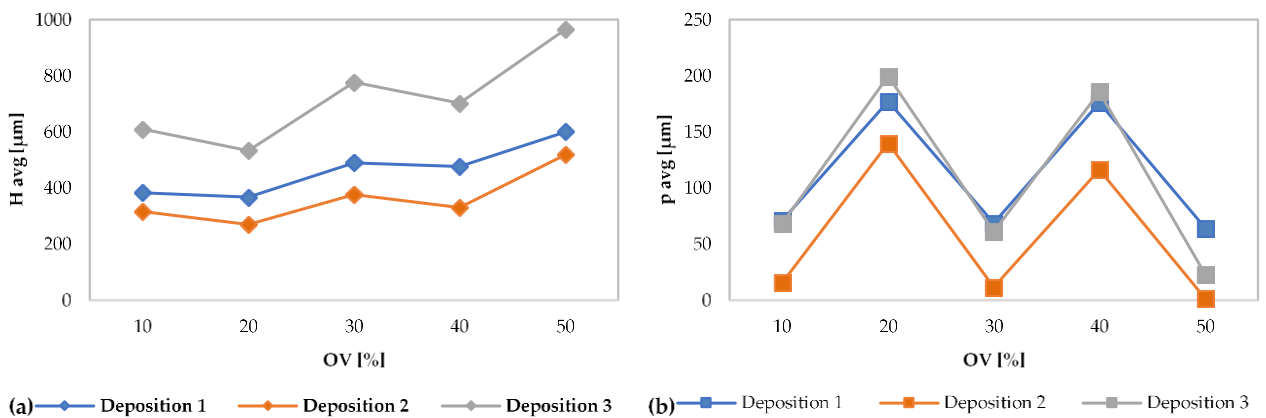 1000
800
600
400
200
0
H avg [µm]
10 20 30 40 50
OV [%]
(a) Deposition 1 Deposition 2 Deposition 3
250
200
150
100
50
0
p avg [µm]
10 20 30 40 50
OV [%]
(b) Deposition 1 Deposition 2 Deposition 3